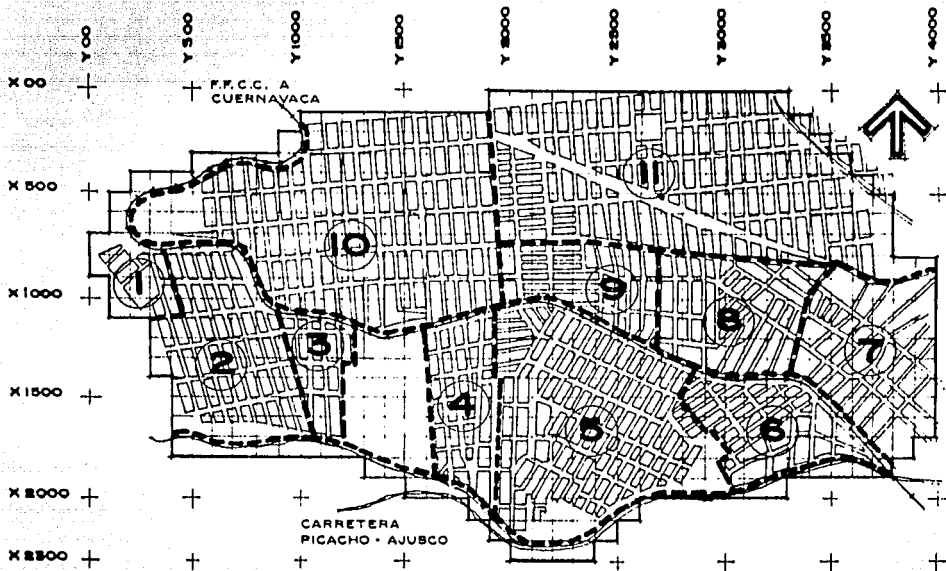 Y 00
Y 500
Y 1000
Y 1500
Y 2000
Y 2500
Y 3000
Y 3500
Y 4000
X 00
F.F.C.C. A
CUERNAVACA
X 500
11
10
1
X 1000
9
8
3
7
2
X 1500
4
5
6
X 2000
CARRETERA
PICACHO - AJUSCO
X 2300